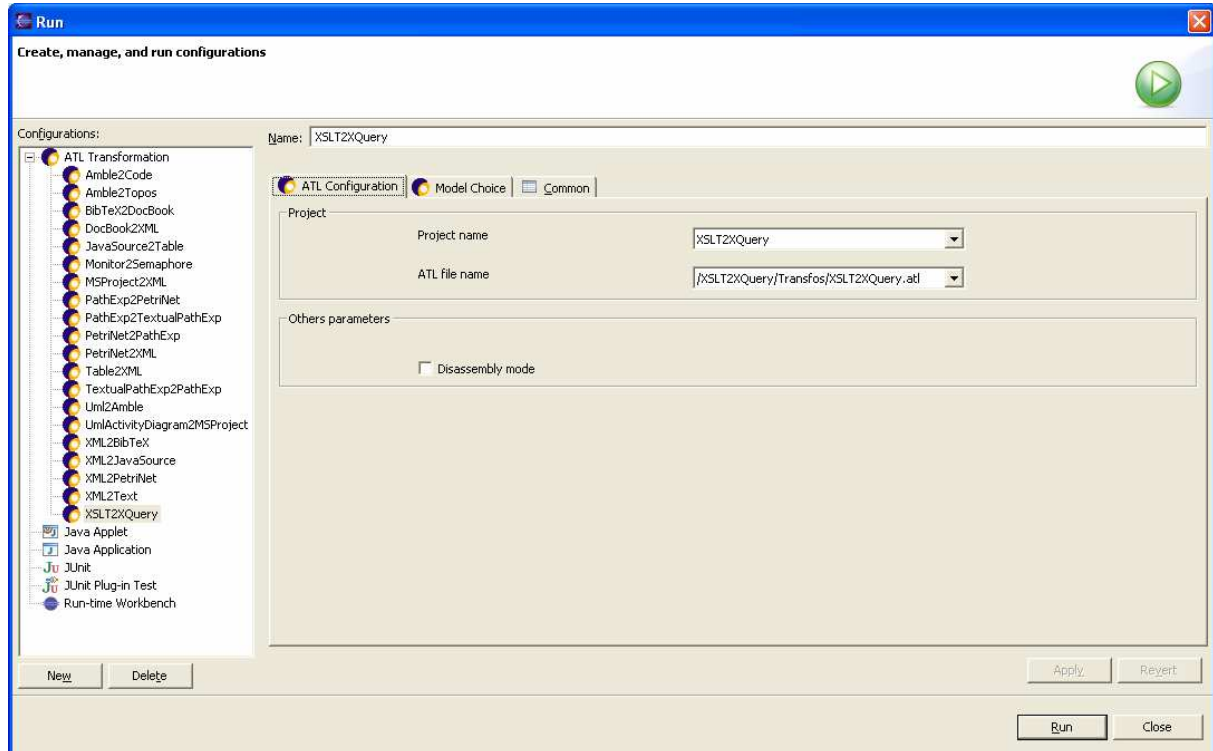 Run
Create, manage, and run configurations
Configurations:
ATL Transformation
Amble2Code
Amble2Topos
BibTeX2DocBook
DocBook2XML
JavaSource2Table
Monitor2Semaphore
MSProject2XML
PathExp2PetriNet
PathExp2TextualPathExp
PetriNet2PathExp
PetriNet2XML
Table2XML
TextualPathExp2PathExp
Uml2Amble
UmlActivityDiagram2MSProject
XML2BibTeX
XML2JavaSource
XML2PetriNet
XML2Text
XSLT2XQuery
Java Applet
Java Application
JUnit
JUnit Plug-in Test
Run-time Workbench
New Delete
Name: XSLT2XQuery
ATL Configuration Model Choice Common
Project
Project name XSLT2XQuery
ATL file name /XSLT2XQuery/Transfos/XSLT2XQuery.atl
Others parameters
Disassembly mode
Apply Revert
Run Close